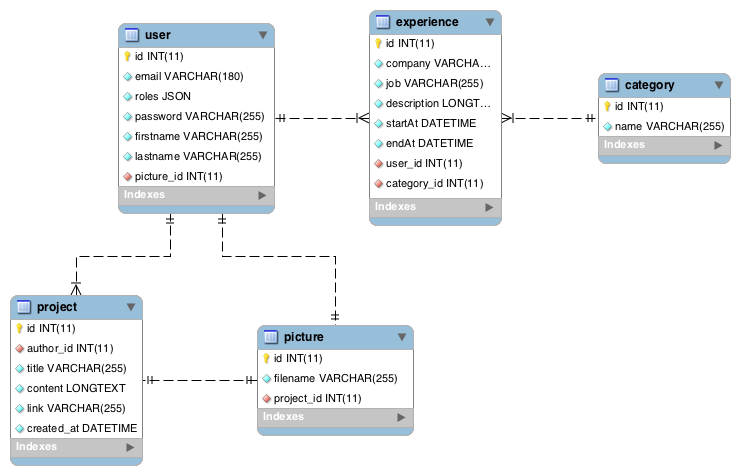 user
id INT(11)
email VARCHAR(180)
roles JSON
password VARCHAR(255)
firstname VARCHAR(255)
lastname VARCHAR(255)
picture_id INT(11)
Indexes
experience
id INT(11)
company VARCHA...
job VARCHAR(255)
description LONGT...
startAt DATETIME
endAt DATETIME
user_id INT(11)
category_id INT(11)
Indexes
category
id INT(11)
name VARCHAR(255)
Indexes
project
id INT(11)
author_id INT(11)
title VARCHAR(255)
content LONGTEXT
link VARCHAR(255)
created_at DATETIME
Indexes
picture
id INT(11)
filename VARCHAR(255)
project_id INT(11)
Indexes